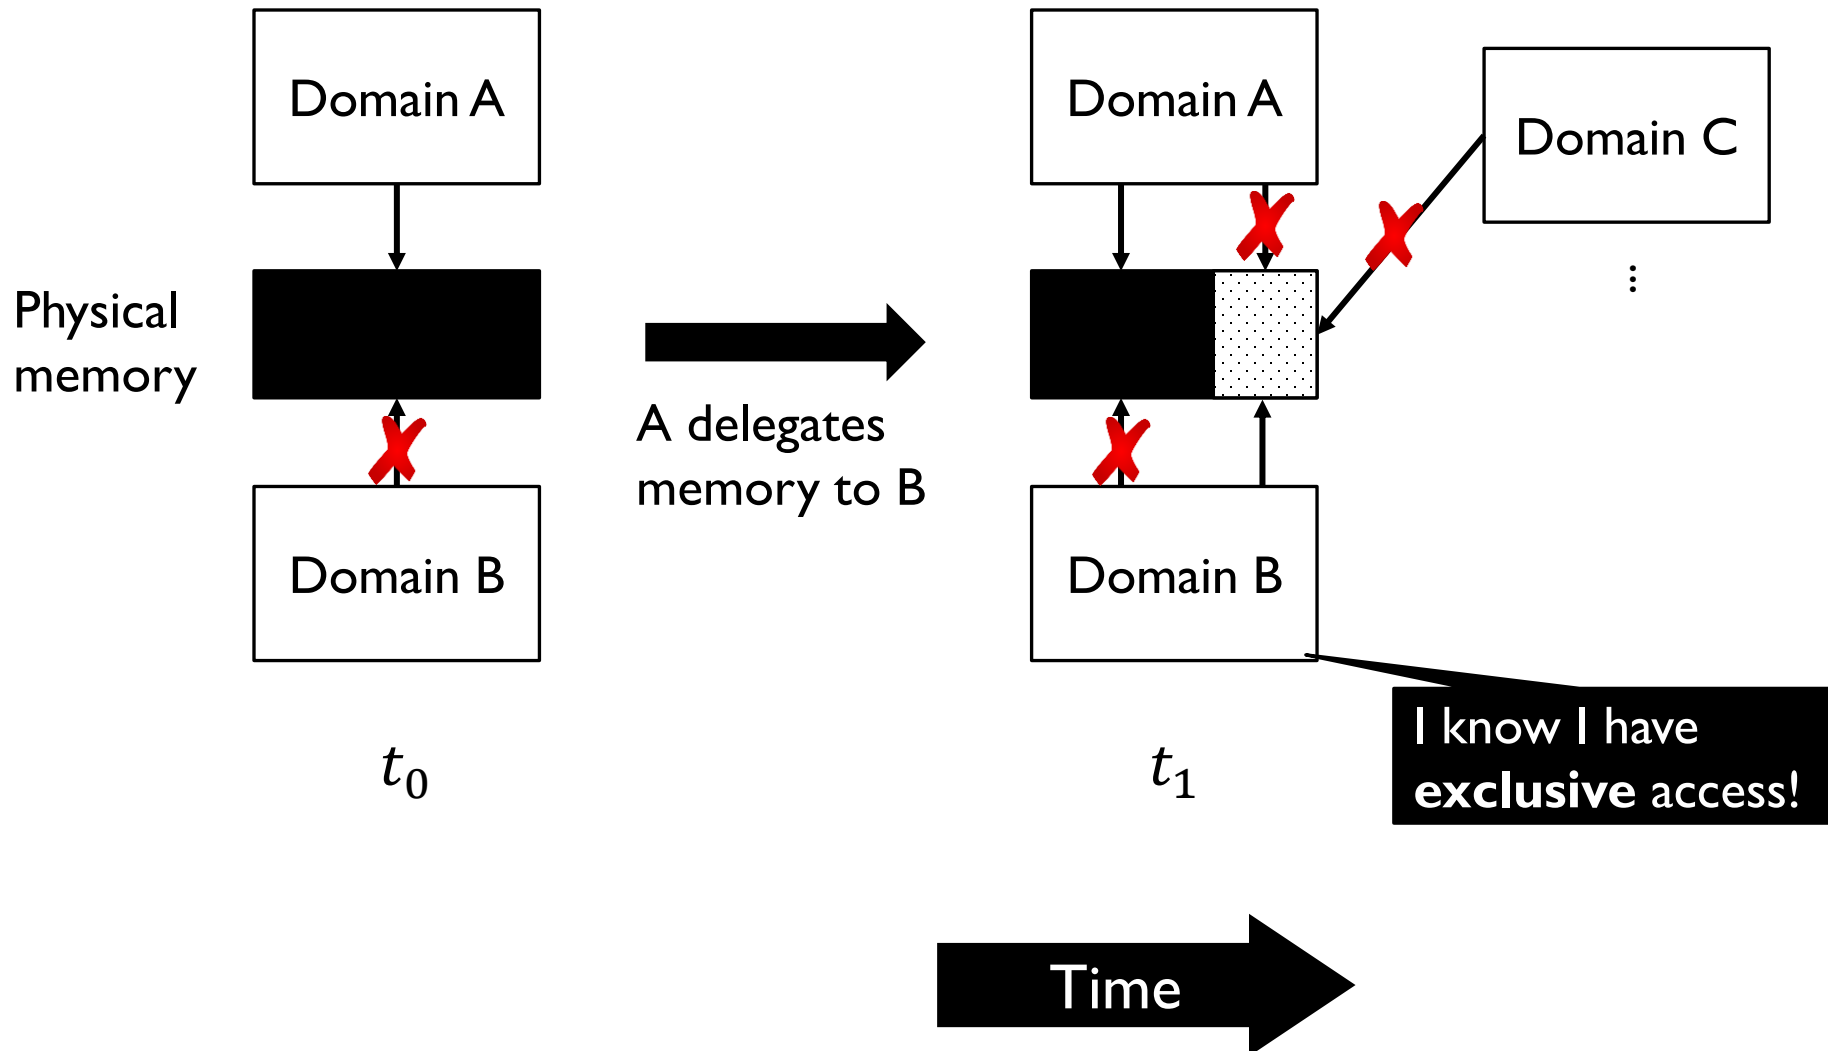 Domain A
Physical
memory
Domain B
t₀
A delegates
memory to B
Domain A
Domain C
⋮
Domain B
t₁
I know I have
exclusive access!
Time